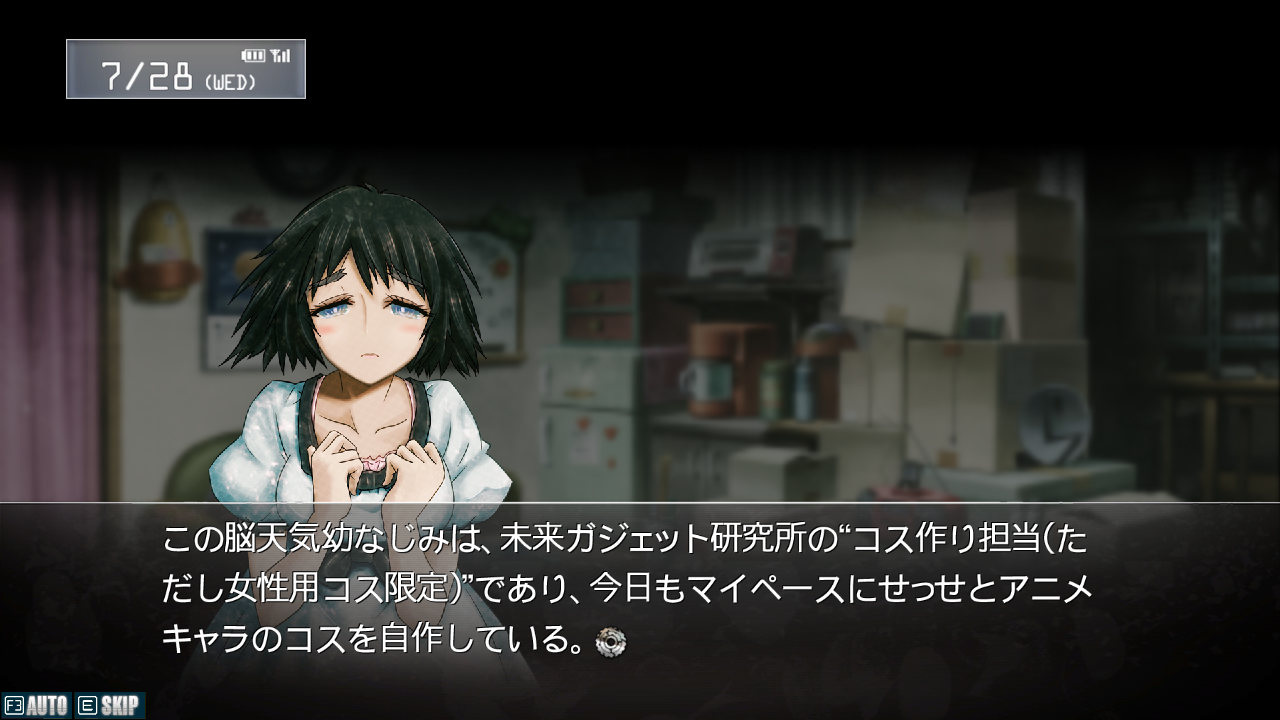 7/28 (WED)
この脳天気幼なじみは、未来ガジェット研究所の“コス作り担当(た
だし女性用コス限定)”であり、今日もマイペースにせっせとアニメ
キャラのコスを自作している。
F3 AUTO E SKIP